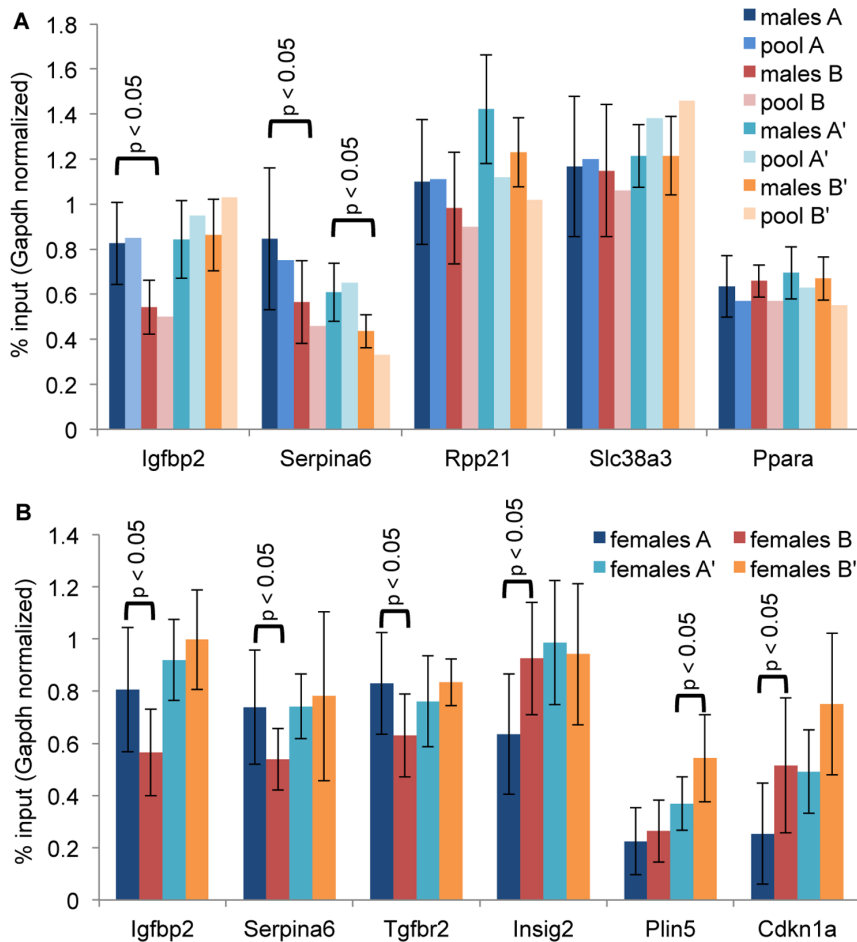 A
% input (Gapdh normalized)
1.8
1.6
1.4
1.2
1
0.8
0.6
0.4
0.2
0
p < 0.05
p < 0.05
p < 0.05
males A
pool A
males B
pool B
males A'
pool A'
males B'
pool B'
Igfbp2 Serpina6 Rpp21 Slc38a3 Ppara
B
% input (Gapdh normalized)
1.4
1.2
1
0.8
0.6
0.4
0.2
0
p < 0.05
p < 0.05
p < 0.05
p < 0.05
p < 0.05
p < 0.05
females A females B
females A' females B'
Igfbp2 Serpina6 Tgfbr2 Insig2 Plin5 Cdkn1a